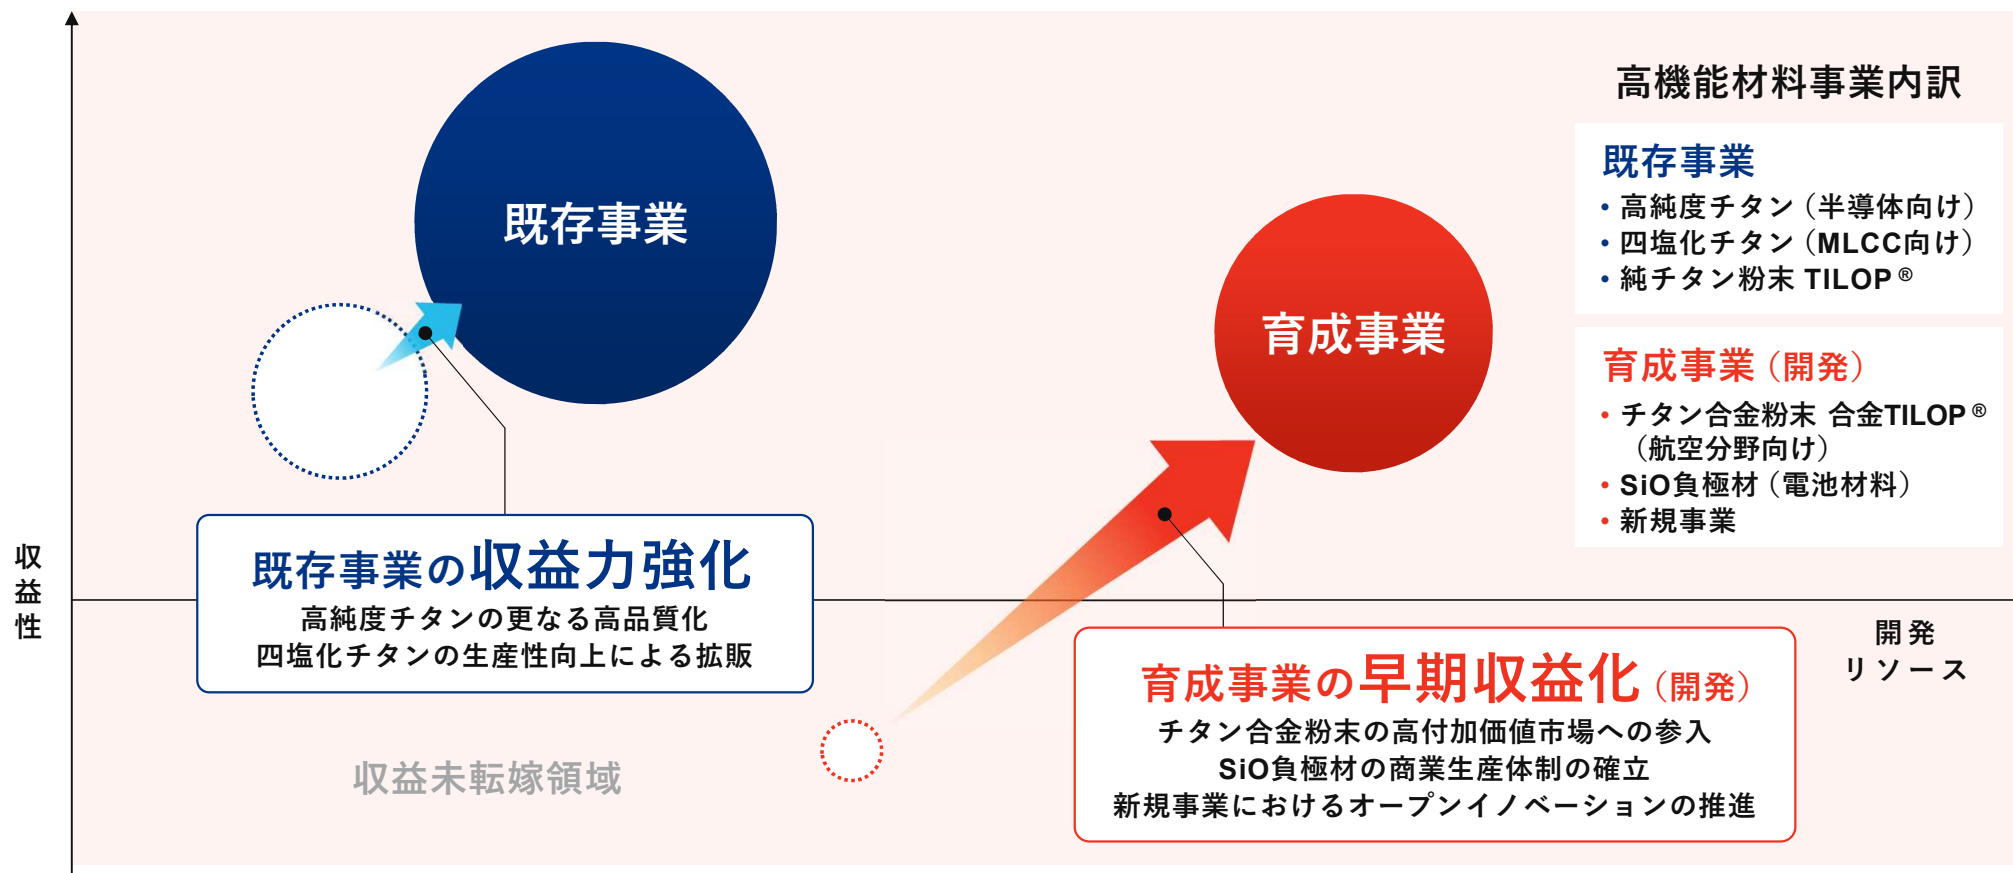 高機能材料事業内訳
既存事業
・高純度チタン（半導体向け）
・四塩化チタン（MLCC向け）
・純チタン粉末 TILOP®
育成事業（開発）
・チタン合金粉末 合金TILOP®
（航空分野向け）
・SiO負極材（電池材料）
・新規事業
既存事業
育成事業
既存事業の収益力強化
高純度チタンの更なる高品質化
四塩化チタンの生産性向上による拡販
収益性
開発
リソース
育成事業の早期収益化（開発）
チタン合金粉末の高付加価値市場への参入
SiO負極材の商業生産体制の確立
新規事業におけるオープンイノベーションの推進
収益未転嫁領域